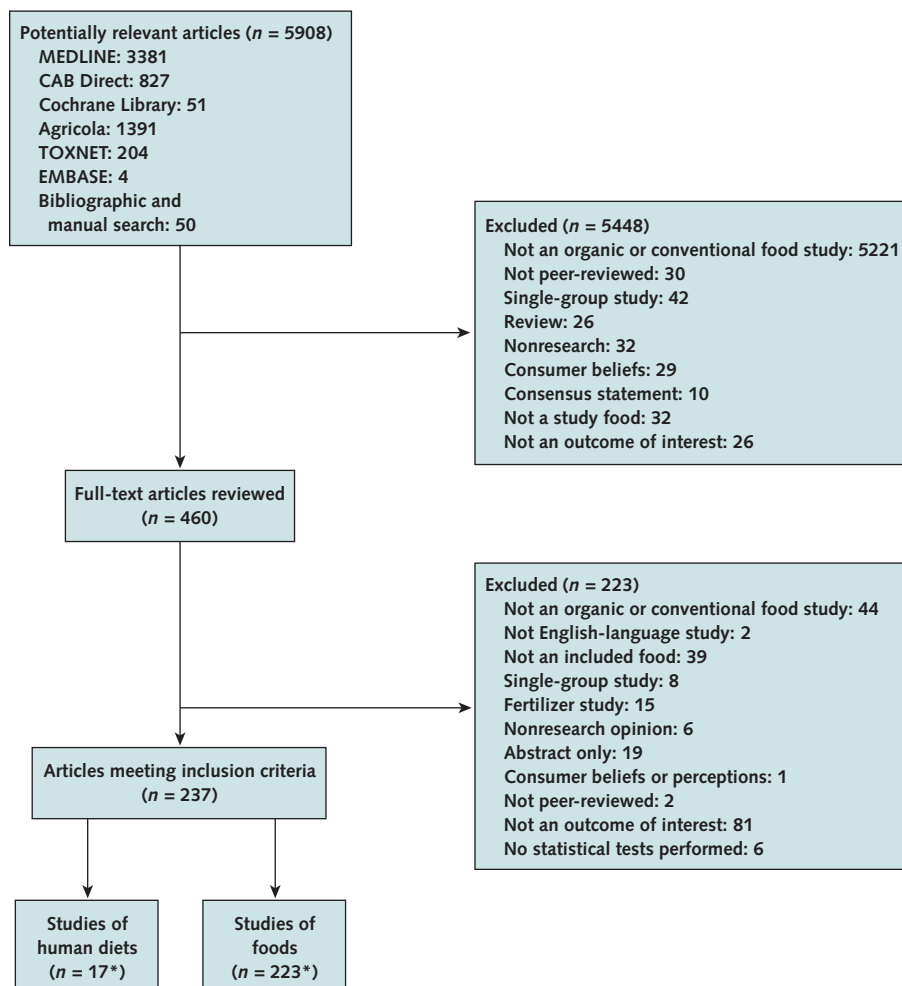 Potentially relevant articles (n = 5908)
MEDLINE: 3381
CAB Direct: 827
Cochrane Library: 51
Agricola: 1391
TOXNET: 204
EMBASE: 4
Bibliographic and
manual search: 50
Excluded (n = 5448)
Not an organic or conventional food study: 5221
Not peer-reviewed: 30
Single-group study: 42
Review: 26
Nonresearch: 32
Consumer beliefs: 29
Consensus statement: 10
Not a study food: 32
Not an outcome of interest: 26
Full-text articles reviewed
(n = 460)
Excluded (n = 223)
Not an organic or conventional food study: 44
Not English-language study: 2
Not an included food: 39
Single-group study: 8
Fertilizer study: 15
Nonresearch opinion: 6
Abstract only: 19
Consumer beliefs or perceptions: 1
Not peer-reviewed: 2
Not an outcome of interest: 81
No statistical tests performed: 6
Articles meeting inclusion criteria
(n = 237)
Studies of
human diets
(n = 17*)
Studies of
foods
(n = 223*)